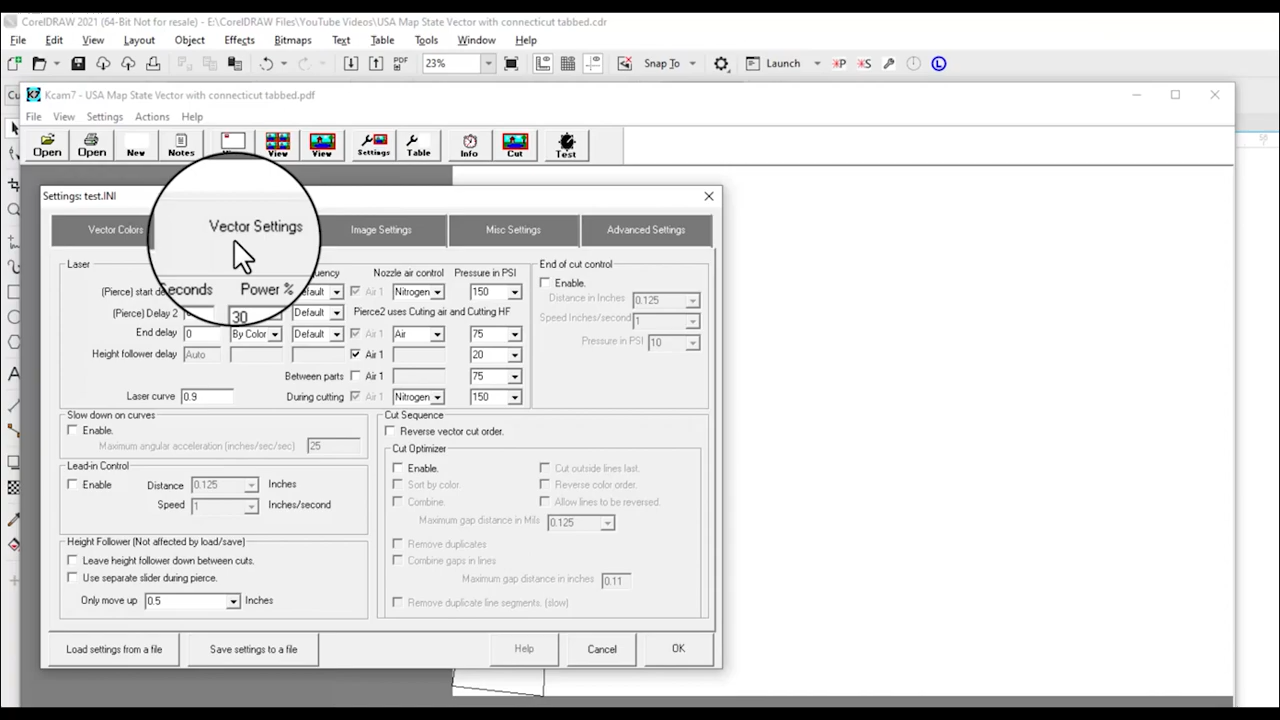 CorelDRAW 2021 (64-Bit Not for resale) - E:\CorelDRAW Files\YouTube Videos\USA Map State Vector with connecticut tabbed.cdr
File Edit View Layout Object Effects Bitmaps Text Table Tools Window Help
PDF 23% Snap To Launch P S L
K7 Kcam7 - USA Map State Vector with connecticut tabbed.pdf
File View Settings Actions Help
Open Open New Notes View View Settings Table Info Cut Test
Settings: test.INI
Vector Colors Vector Settings Image Settings Misc Settings Advanced Settings
Laser
Seconds Power % Nozzle air control Pressure in PSI
(Pierce) start Default Air 1 Nitrogen 150
(Pierce) Delay 2 30 Default Pierce2 uses Cuting air and Cutting HF
End delay 0 By Color Default Air 1 Air 75
Height follower delay Auto Air 1 20
Between parts Air 1 75
Laser curve 0.9 During cutting Air 1 Nitrogen 150
End of cut control
Enable.
Distance in Inches 0.125
Speed Inches/second 1
Pressure in PSI 10
Slow down on curves
Enable.
Maximum angular acceleration (inches/sec/sec) 25
Lead-in Control
Enable Distance 0.125 Inches
Speed 1 Inches/second
Height Follower (Not affected by load/save)
Leave height follower down between cuts.
Use separate slider during pierce.
Only move up 0.5 Inches
Cut Sequence
Reverse vector cut order.
Cut Optimizer
Enable. Cut outside lines last.
Sort by color Reverse color order.
Combine. Allow lines to be reversed.
Maximum gap distance in Mils 0.125
Remove duplicates
Combine gaps in lines
Maximum gap distance in inches 0.11
Remove duplicate line segments. (slow)
Load settings from a file Save settings to a file Help Cancel OK